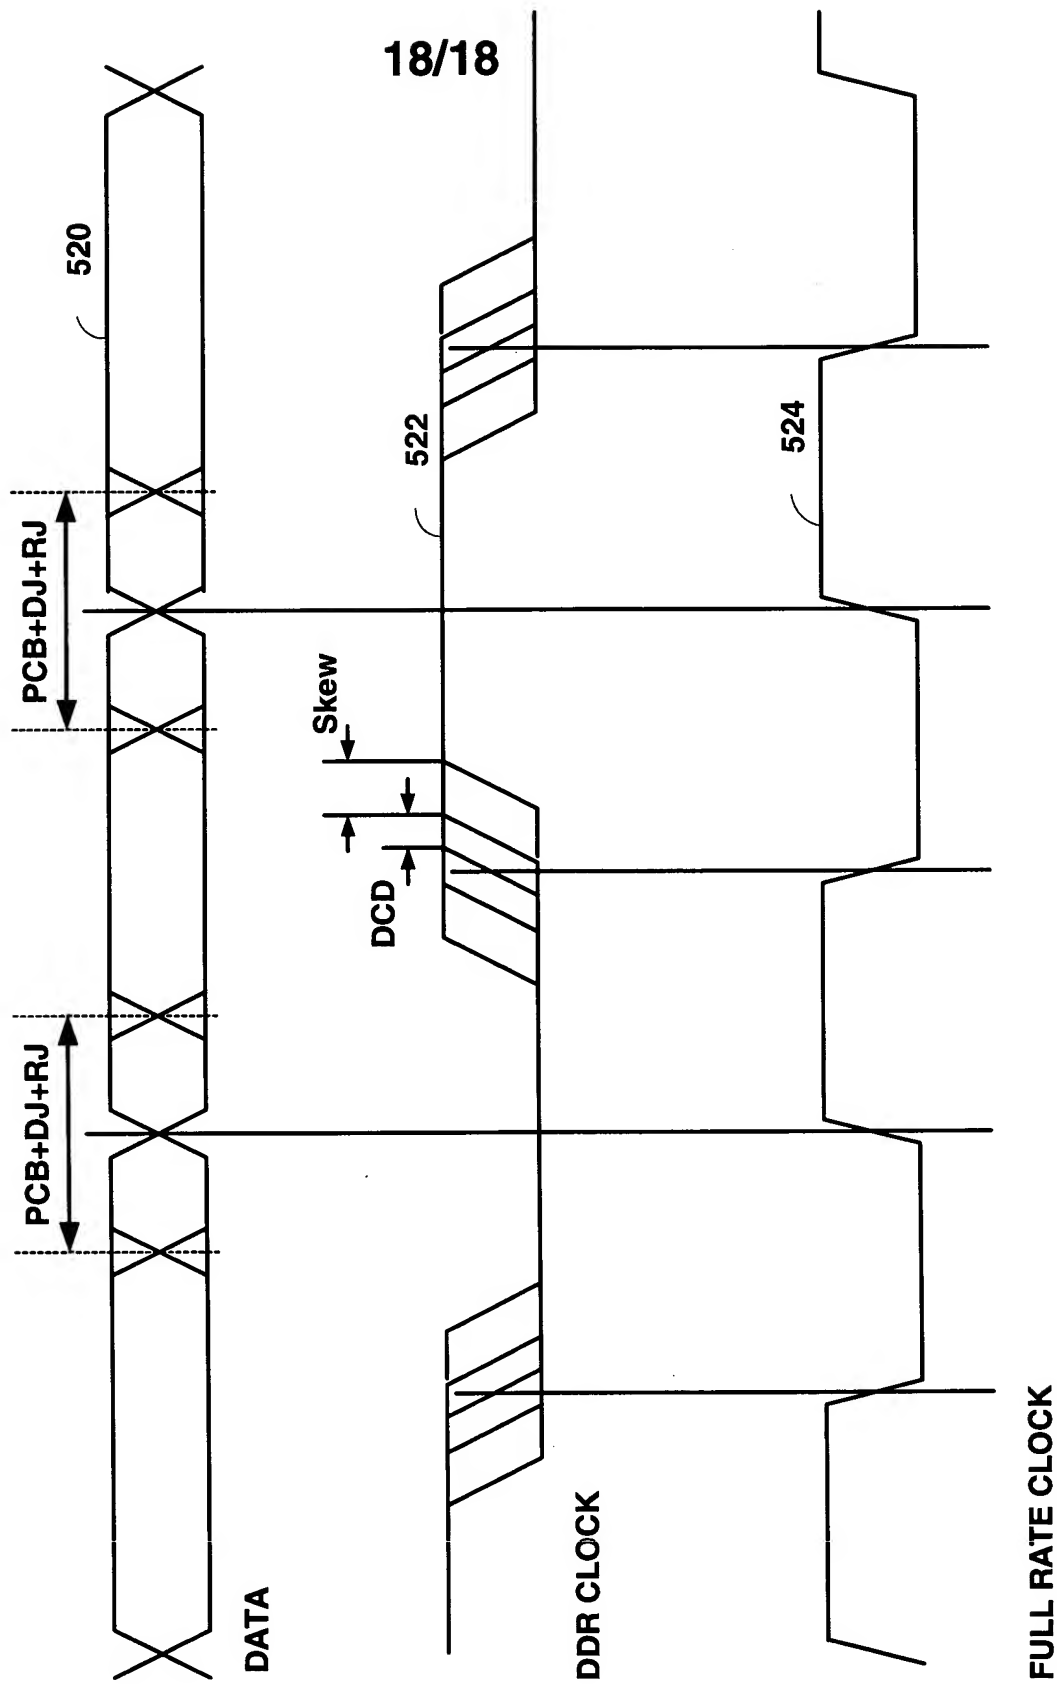 18/18
PCB+DJ+RJ
PCB+DJ+RJ
520
DATA
Skew
DCD
522
DDR CLOCK
524
FULL RATE CLOCK